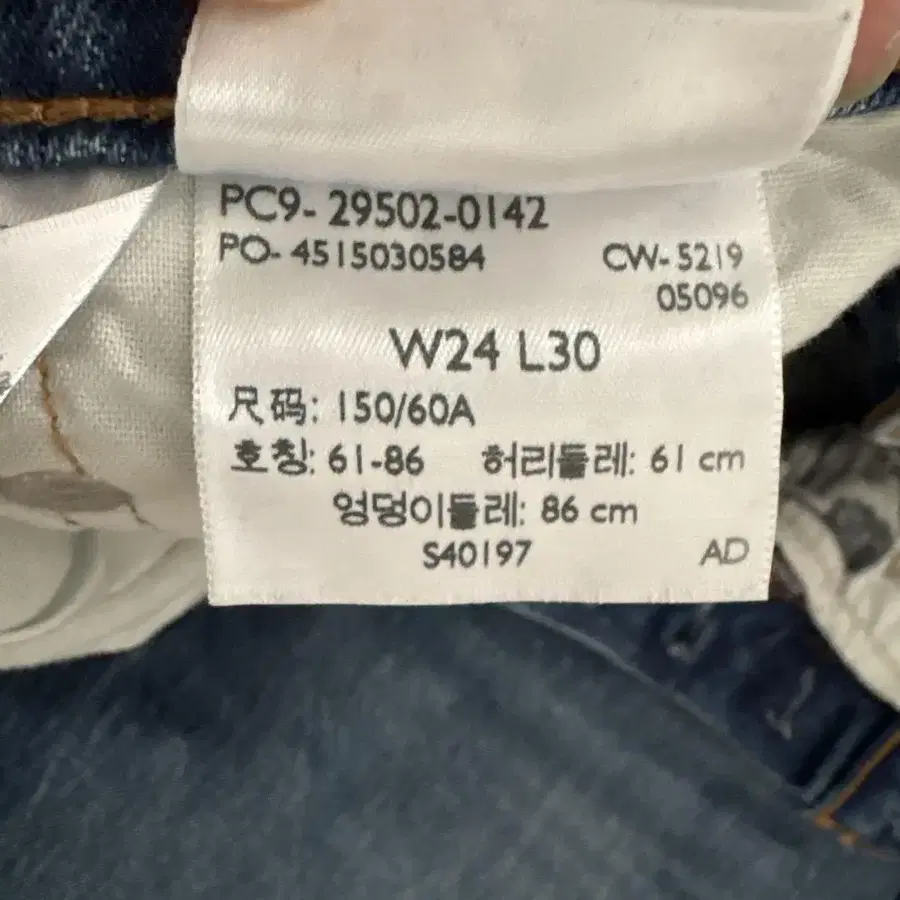 PC9- 29502-0142
PO- 4515030584 CW- 5219
05096
W24 L30
尺码: 150/60A
호칭: 61-86 허리둘레: 61 cm
엉덩이둘레: 86 cm
S40197 AD